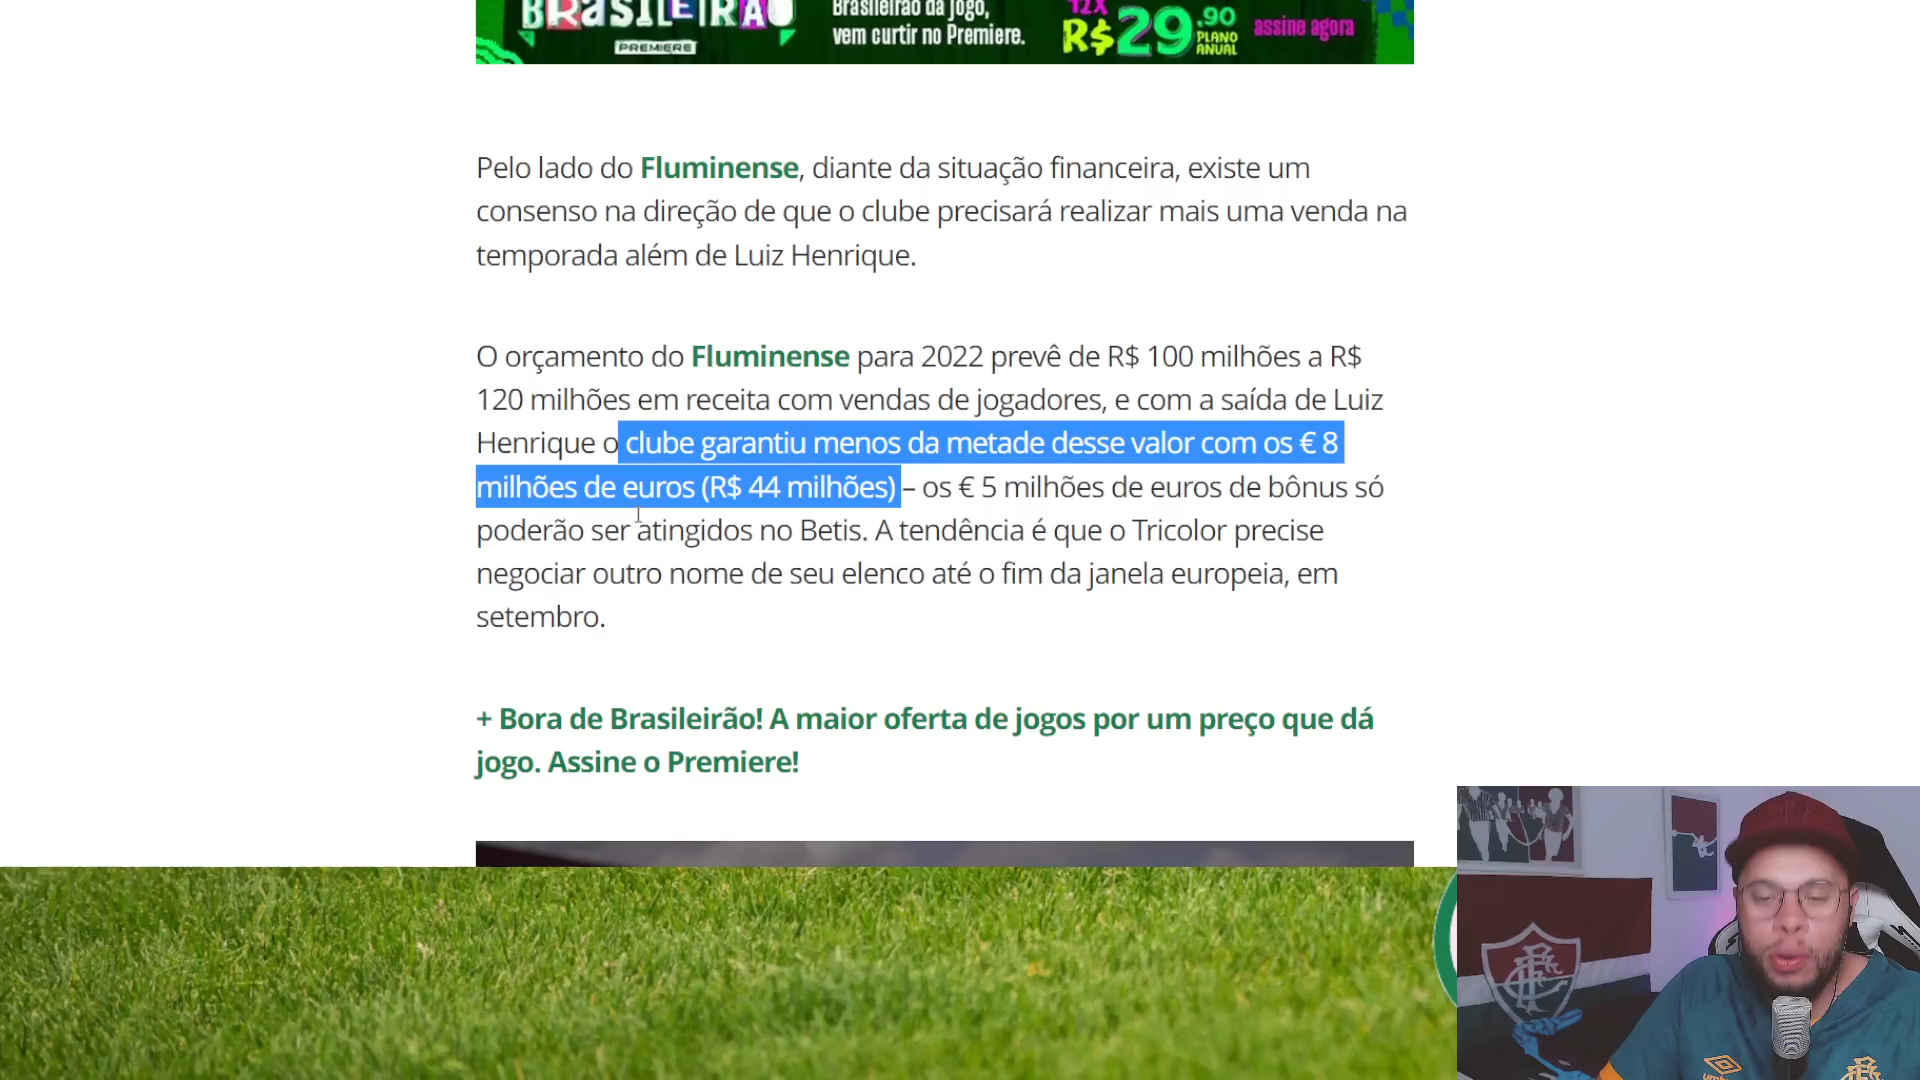 BRASILEIRÃO
PREMIERE
Brasileirão dá jogo,
vem curtir no Premiere.
12X
R$29,90
PLANO
ANUAL
assine agora
Pelo lado do Fluminense, diante da situação financeira, existe um
consenso na direção de que o clube precisará realizar mais uma venda na
temporada além de Luiz Henrique.
O orçamento do Fluminense para 2022 prevê de R$ 100 milhões a R$
120 milhões em receita com vendas de jogadores, e com a saída de Luiz
Henrique o clube garantiu menos da metade desse valor com os € 8
milhões de euros (R$ 44 milhões) – os € 5 milhões de euros de bônus só
poderão ser atingidos no Betis. A tendência é que o Tricolor precise
negociar outro nome de seu elenco até o fim da janela europeia, em
setembro.
+ Bora de Brasileirão! A maior oferta de jogos por um preço que dá
jogo. Assine o Premiere!